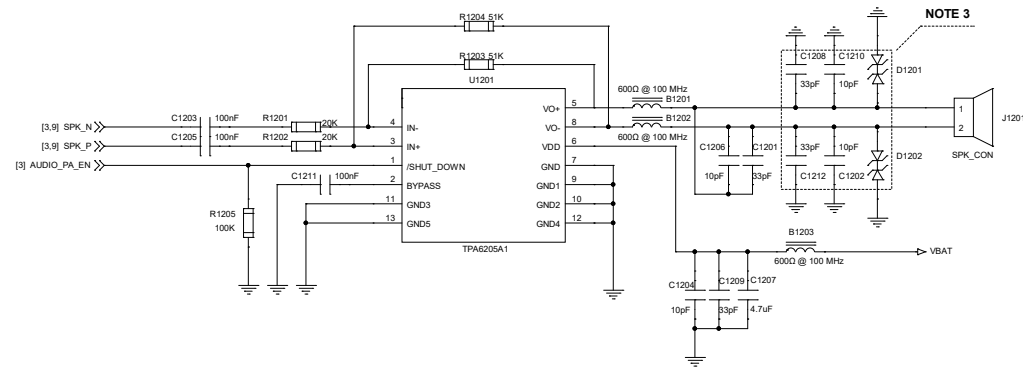 R1204 51K
NOTE 3
R1203 51K
U1201
C1208
C1210
D1201
33pF
10pF
600Ω @ 100 MHz
B1201
5
VO+
1
J1201
C1203
100nF
R1201
20K
[3,9] SPK_N
4
IN-
8
VO-
B1202
2
C1205
100nF
R1202
20K
600Ω @ 100 MHz
SPK_CON
[3,9] SPK_P
3
IN+
6
VDD
C1206
C1201
33pF
10pF
D1202
[3] AUDIO_PA_EN
1
/SHUT_DOWN
7
GND
10pF
33pF
C1212
C1202
C1211
100nF
2
BYPASS
9
GND1
R1205
100K
11
GND3
10
GND2
13
GND5
12
GND4
TPA6205A1
B1203
VBAT
600Ω @ 100 MHz
C1204
C1209
C1207
10pF
33pF
4.7uF